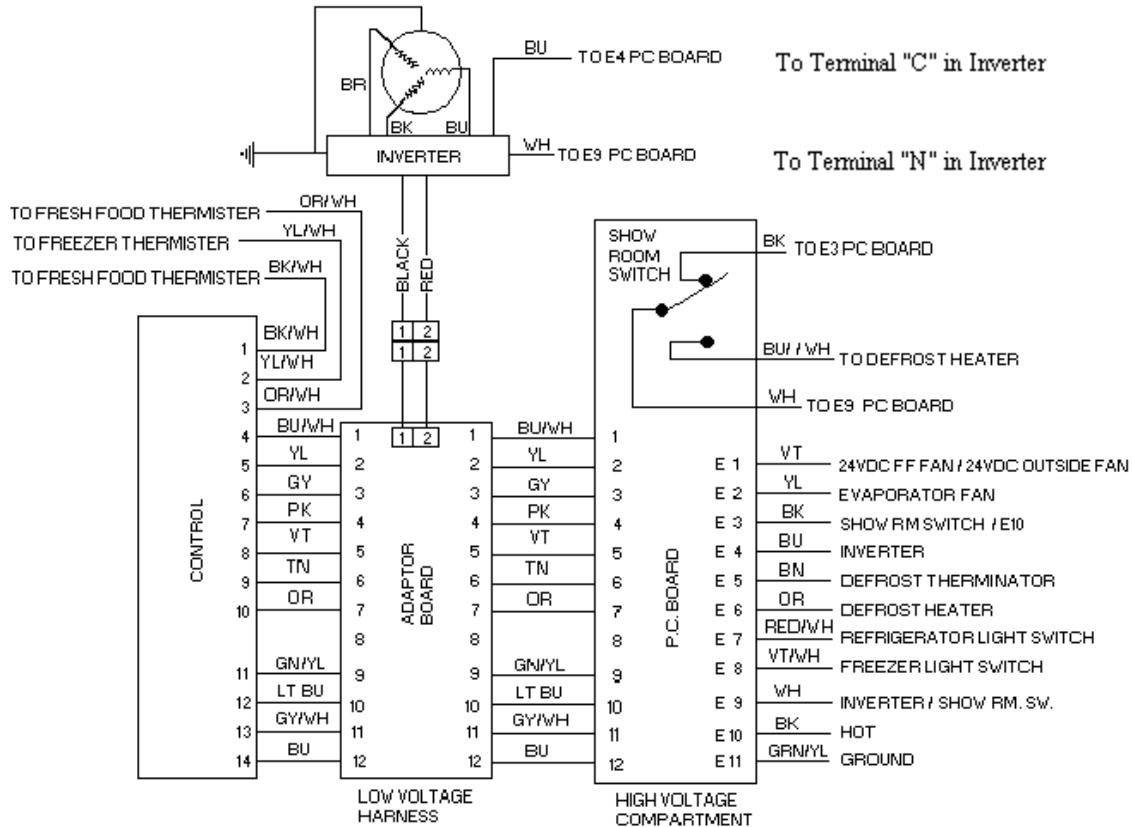 BU
TO E4 PC BOARD
To Terminal "C" in Inverter
BR
BK
BU
INVERTER
WH
TO E9 PC BOARD
To Terminal "N" in Inverter
OR/WH
TO FRESH FOOD THERMISTER
YL/WH
TO FREEZER THERMISTER
BK/WH
TO FRESH FOOD THERMISTER
BLACK
RED
1 2
1 2
1 2
SHOW
ROOM
SWITCH
BK
TO E3 PC BOARD
BU//WH
TO DEFROST HEATER
WH
TO E9 PC BOARD
CONTROL
1 BK/WH
2 YL/WH
3 OR/WH
4 BU/WH 1
5 YL 2
6 GY 3
7 PK 4
8 VT 5
9 TN 6
10 OR 7
8
11 GN/YL 9
12 LT BU 10
13 GY/WH 11
14 BU 12
ADAPTOR
BOARD
1 BU/WH 1
2 YL 2
3 GY 3
4 PK 4
5 VT 5
6 TN 6
7 OR 7
8 8
9 GN/YL 9
10 LT BU 10
11 GY/WH 11
12 BU 12
P.C. BOARD
E 1 VT 24VDC FF FAN / 24VDC OUTSIDE FAN
E 2 YL EVAPORATOR FAN
E 3 BK SHOW RM SWITCH / E10
E 4 BU INVERTER
E 5 BN DEFROST THERMINATOR
E 6 OR DEFROST HEATER
E 7 RED/WH REFRIGERATOR LIGHT SWITCH
E 8 VT/WH FREEZER LIGHT SWITCH
E 9 WH INVERTER / SHOW RM. SW.
E 10 BK HOT
E 11 GRN/YL GROUND
LOW VOLTAGE
HARNESS
HIGH VOLTAGE
COMPARTMENT